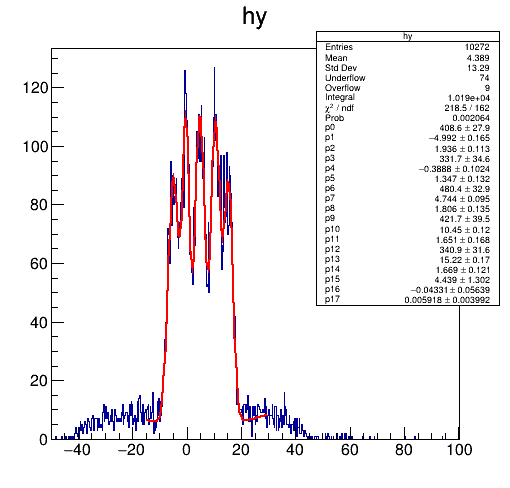 hy
hy
Entries 10272
Mean 4.389
Std Dev 13.29
Underflow 74
Overflow 9
Integral 1.019e+04
χ² / ndf 218.5 / 162
Prob 0.002064
p0 408.6 ± 27.9
p1 −4.992 ± 0.165
p2 1.936 ± 0.113
p3 331.7 ± 34.6
p4 −0.3888 ± 0.1024
p5 1.347 ± 0.132
p6 480.4 ± 32.9
p7 4.744 ± 0.095
p8 1.806 ± 0.135
p9 421.7 ± 39.5
p10 10.45 ± 0.12
p11 1.651 ± 0.168
p12 340.9 ± 31.6
p13 15.22 ± 0.17
p14 1.669 ± 0.121
p15 4.439 ± 1.302
p16 −0.04331 ± 0.05639
p17 0.005918 ± 0.003992
120
100
80
60
40
20
0
−40 −20 0 20 40 60 80 100